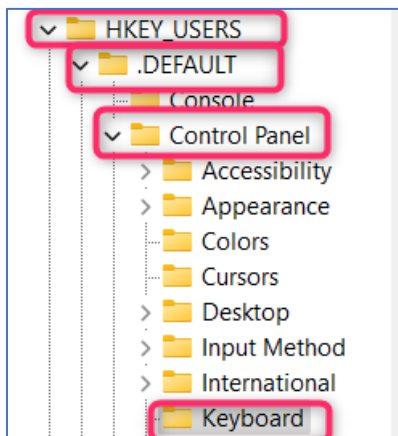 HKEY_USERS
.DEFAULT
Console
Control Panel
Accessibility
Appearance
Colors
Cursors
Desktop
Input Method
International
Keyboard